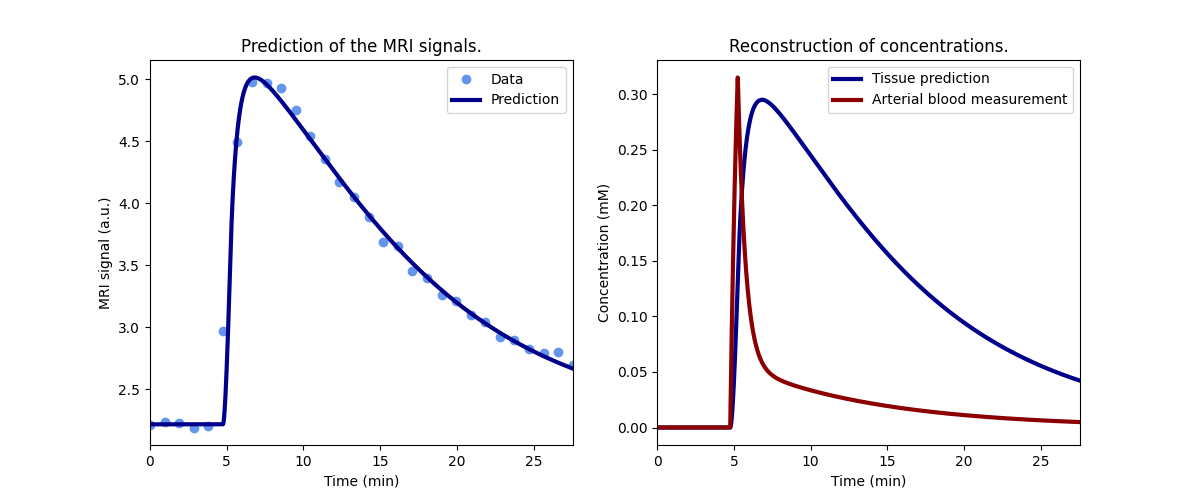 Prediction of the MRI signals.
MRI signal (a.u.)
5.0
4.5
4.0
3.5
3.0
2.5
Data
Prediction
0
5
10
15
20
25
Time (min)
Reconstruction of concentrations.
Concentration (mM)
0.30
0.25
0.20
0.15
0.10
0.05
0.00
Tissue prediction
Arterial blood measurement
0
5
10
15
20
25
Time (min)